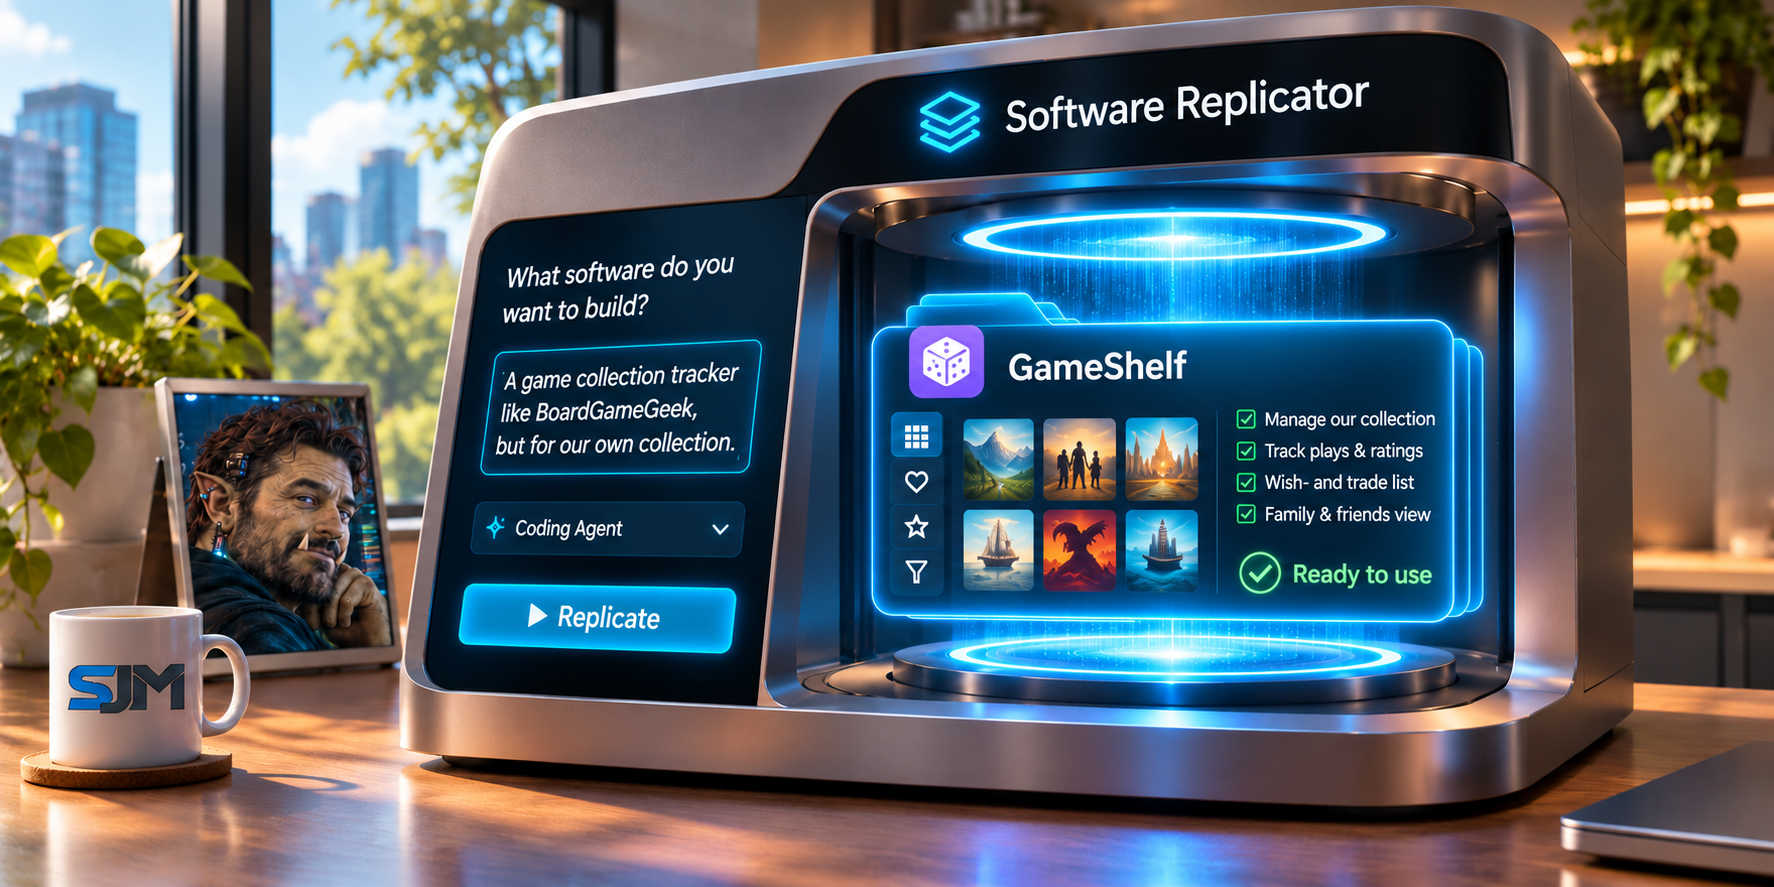 Software Replicator
What software do you
want to build?
A game collection tracker
like BoardGameGeek,
but for our own collection.
Coding Agent
Replicate
GameShelf
Manage our collection
Track plays & ratings
Wish- and trade list
Family & friends view
Ready to use
SJM